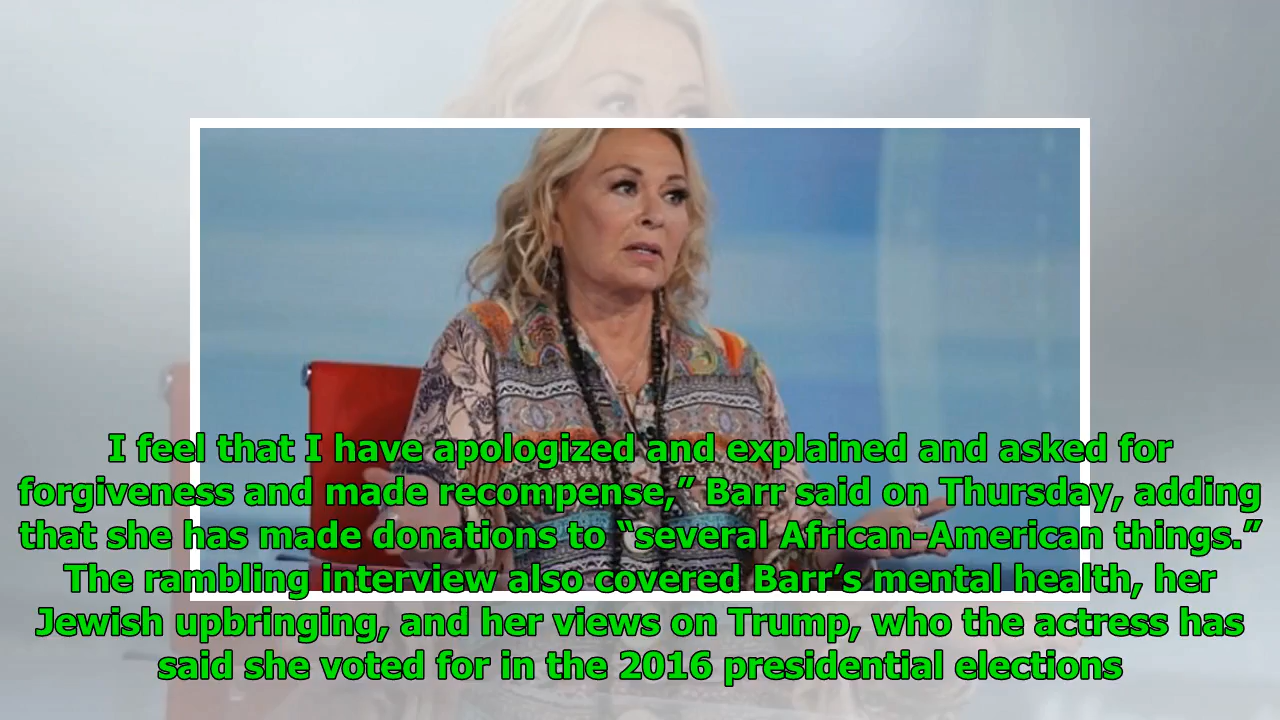 I feel that I have apologized and explained and asked for
forgiveness and made recompense,” Barr said on Thursday, adding
that she has made donations to “several African-American things.”
The rambling interview also covered Barr’s mental health, her
Jewish upbringing, and her views on Trump, who the actress has
said she voted for in the 2016 presidential elections